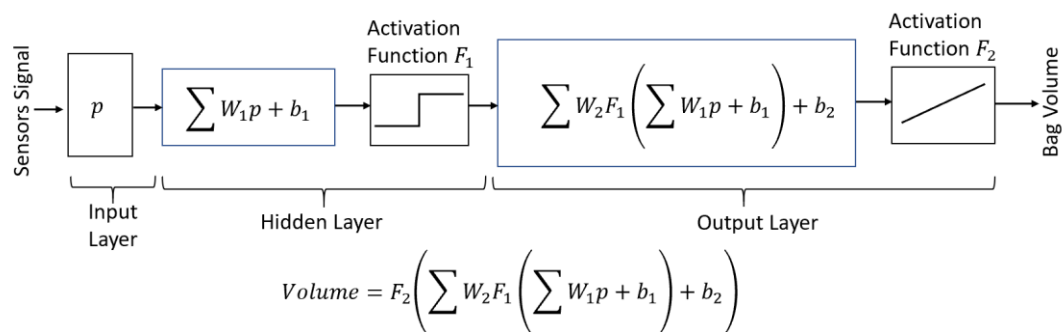 Sensors Signal
p
∑ W₁p + b₁
Activation
Function F₁
∑ W₂F₁(∑ W₁p + b₁) + b₂
Activation
Function F₂
Bag Volume
Input
Layer
Hidden Layer
Output Layer
Volume = F₂(∑ W₂F₁(∑ W₁p + b₁) + b₂)